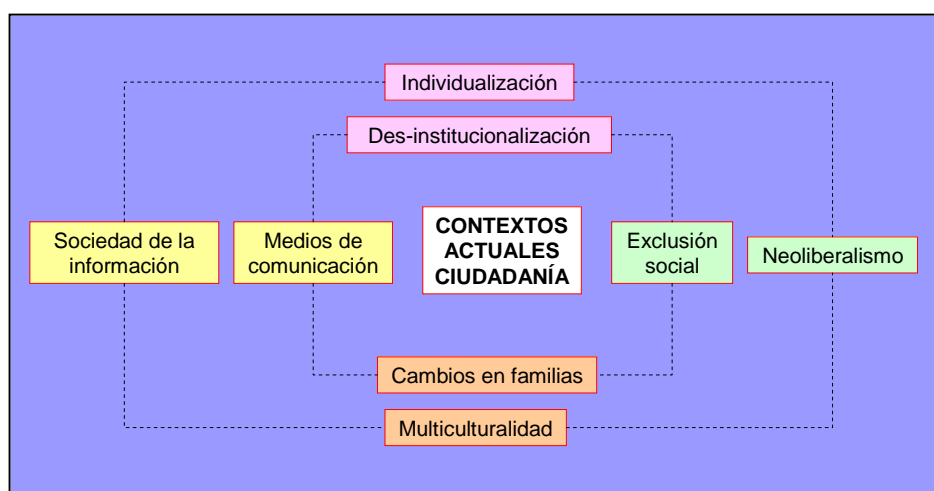 Individualización
Des-institucionalización
Sociedad de la
información
Medios de
comunicación
CONTEXTOS
ACTUALES
CIUDADANÍA
Exclusión
social
Neoliberalismo
Cambios en familias
Multiculturalidad